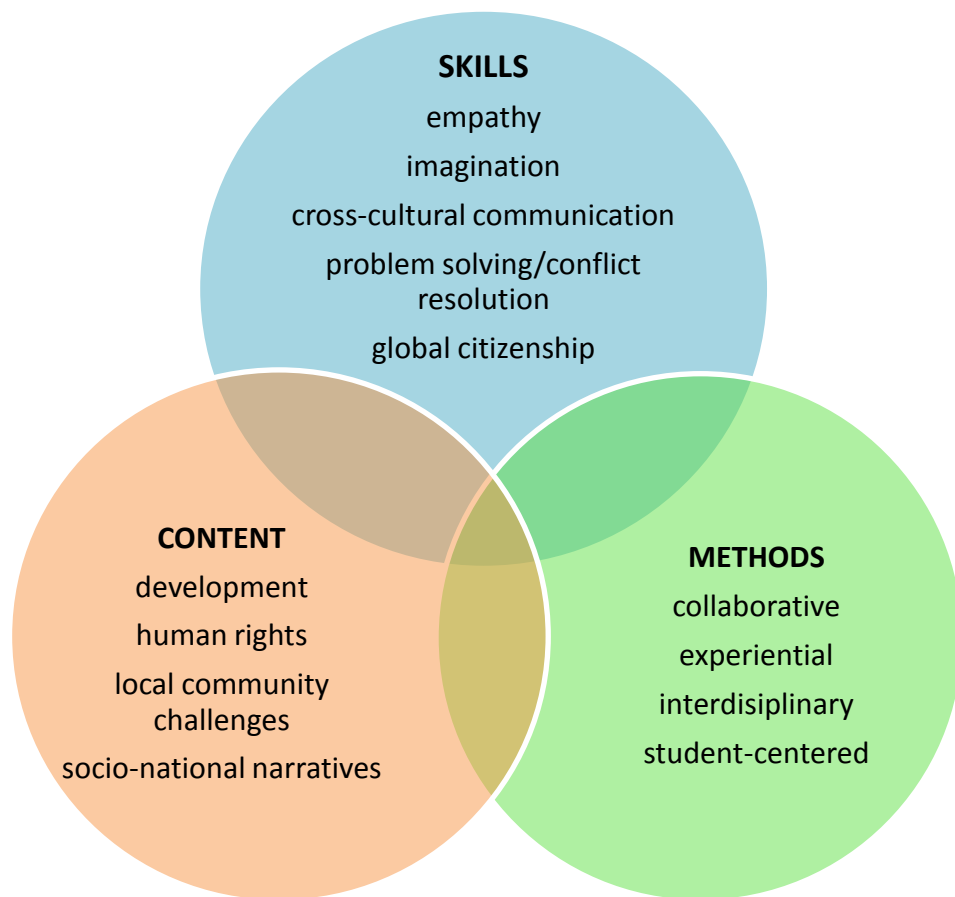 SKILLS
empathy
imagination
cross-cultural communication
problem solving/conflict
resolution
global citizenship
CONTENT
development
human rights
local community
challenges
socio-national narratives
METHODS
collaborative
experiential
interdisiplinary
student-centered